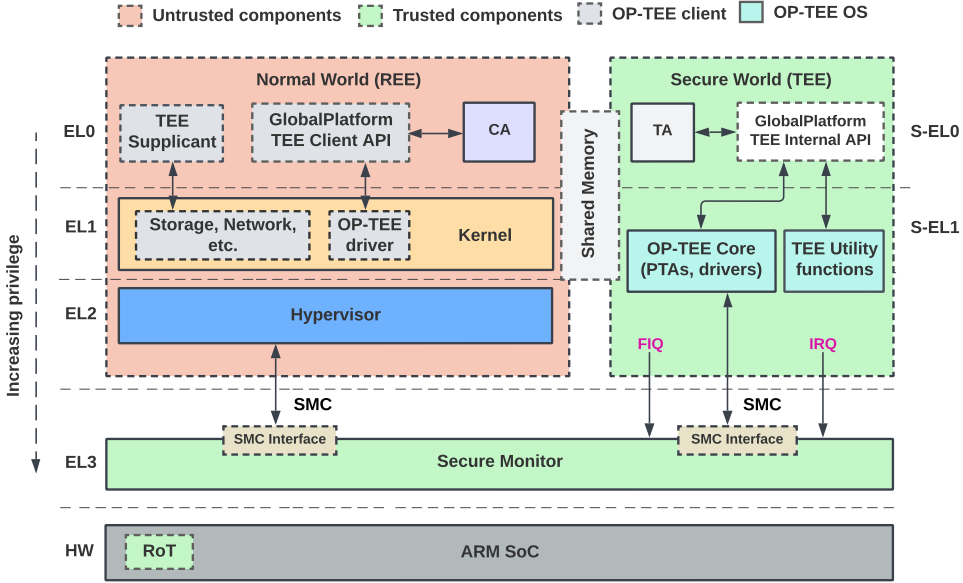 Untrusted components
Trusted components
OP-TEE client
OP-TEE OS
Normal World (REE)
Secure World (TEE)
EL0
TEE
Supplicant
GlobalPlatform
TEE Client API
CA
Shared Memory
TA
GlobalPlatform
TEE Internal API
S-EL0
Increasing privilege
EL1
Storage, Network,
etc.
OP-TEE
driver
Kernel
OP-TEE Core
(PTAs, drivers)
TEE Utility
functions
S-EL1
EL2
Hypervisor
FIQ
IRQ
SMC
SMC
SMC Interface
SMC Interface
EL3
Secure Monitor
HW
RoT
ARM SoC